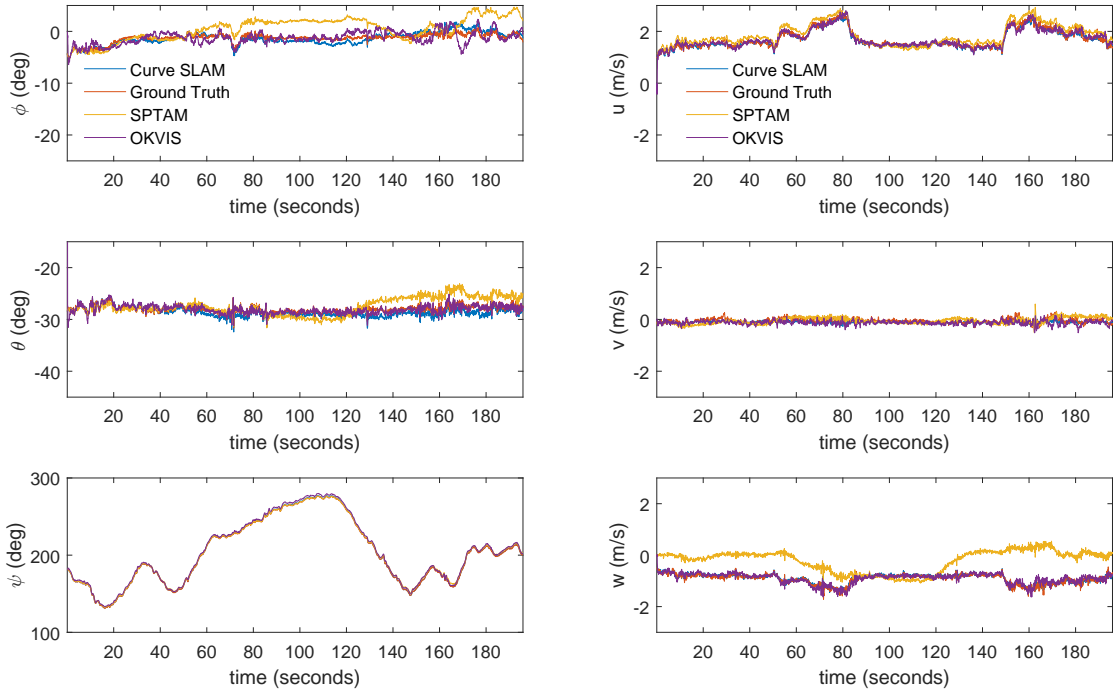 0
-10
-20
ϕ (deg)
Curve SLAM
Ground Truth
SPTAM
OKVIS
20 40 60 80 100 120 140 160 180
time (seconds)
2
0
-2
u (m/s)
Curve SLAM
Ground Truth
SPTAM
OKVIS
20 40 60 80 100 120 140 160 180
time (seconds)
-20
-30
-40
θ (deg)
20 40 60 80 100 120 140 160 180
time (seconds)
2
0
-2
v (m/s)
20 40 60 80 100 120 140 160 180
time (seconds)
300
200
100
ψ (deg)
20 40 60 80 100 120 140 160 180
time (seconds)
2
0
-2
w (m/s)
20 40 60 80 100 120 140 160 180
time (seconds)